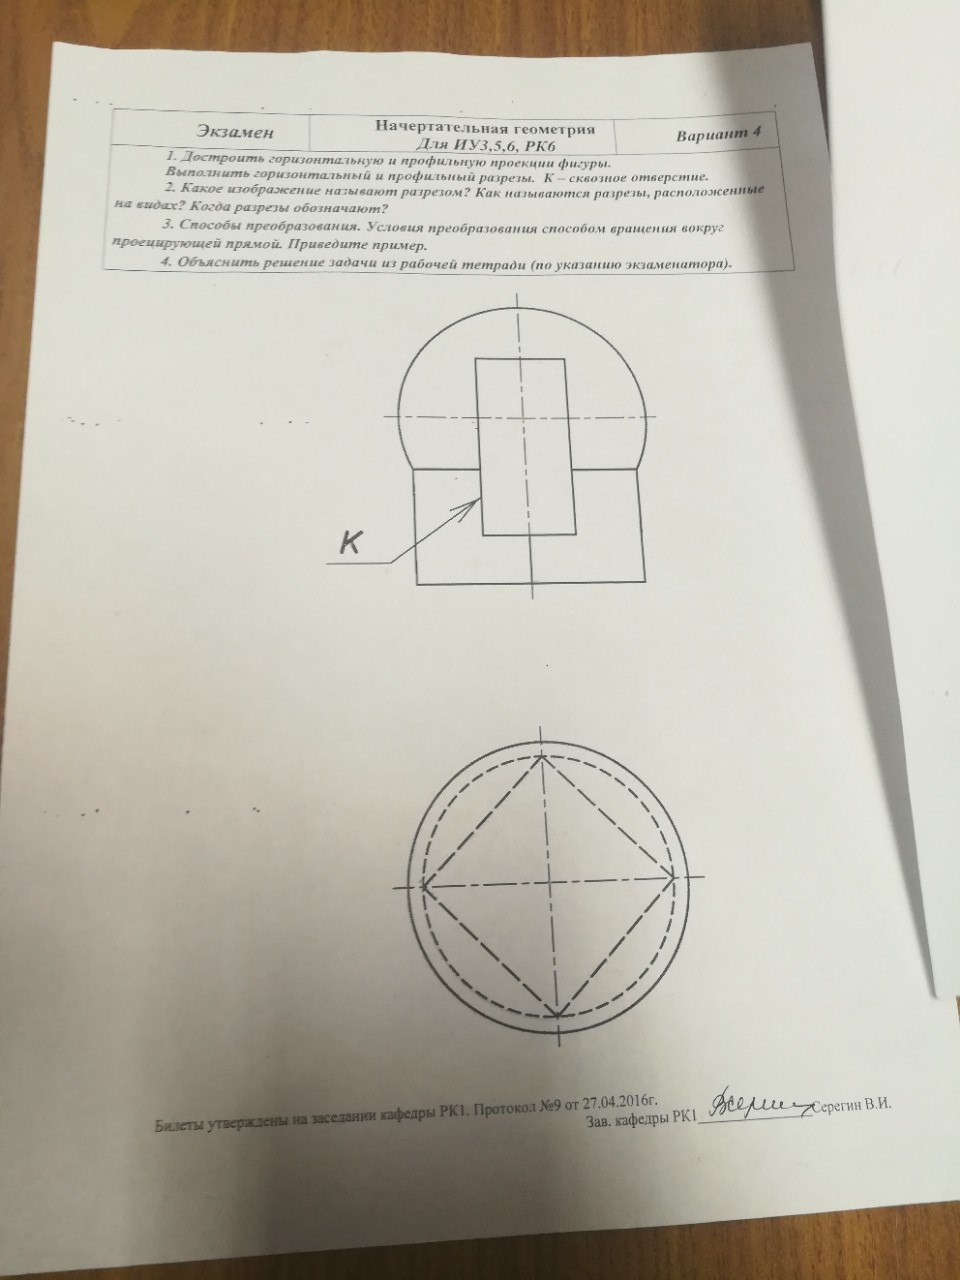 Экзамен
Начертательная геометрия
Для ИУ3,5,6, РК6
Вариант 4
1. Достроить горизонтальную и профильную проекции фигуры.
Выполнить горизонтальный и профильный разрезы. К – сквозное отверстие.
2. Какое изображение называют разрезом? Как называются разрезы, расположенные
на видах? Когда разрезы обозначают?
3. Способы преобразования. Условия преобразования способом вращения вокруг
проецирующей прямой. Приведите пример.
4. Объяснить решение задачи из рабочей тетради (по указанию экзаменатора).
К
Билеты утверждены на заседании кафедры РК1. Протокол №9 от 27.04.2016г.
Зав. кафедры РК1 Серегин В.И.